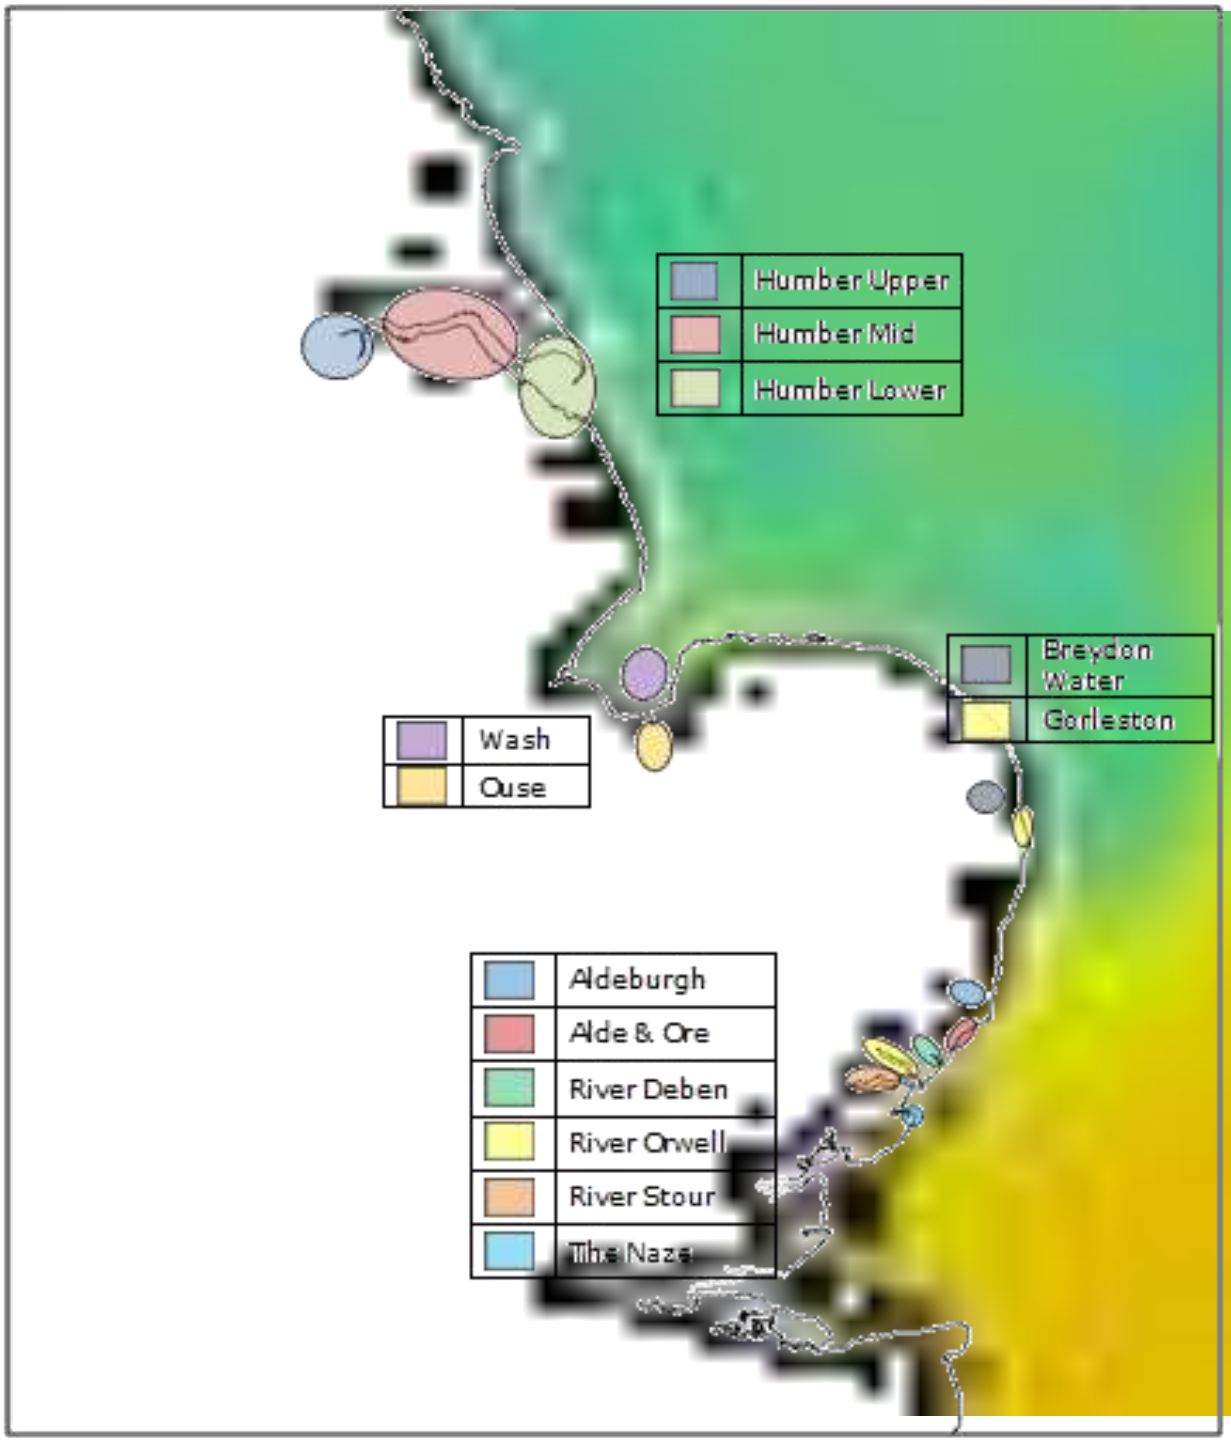 Humber Upper
Humber Mid
Humber Lower
Breydon
Water
Gorleston
Wash
Ouse
Aldeburgh
Alde & Ore
River Deben
River Orwell
River Stour
The Naze